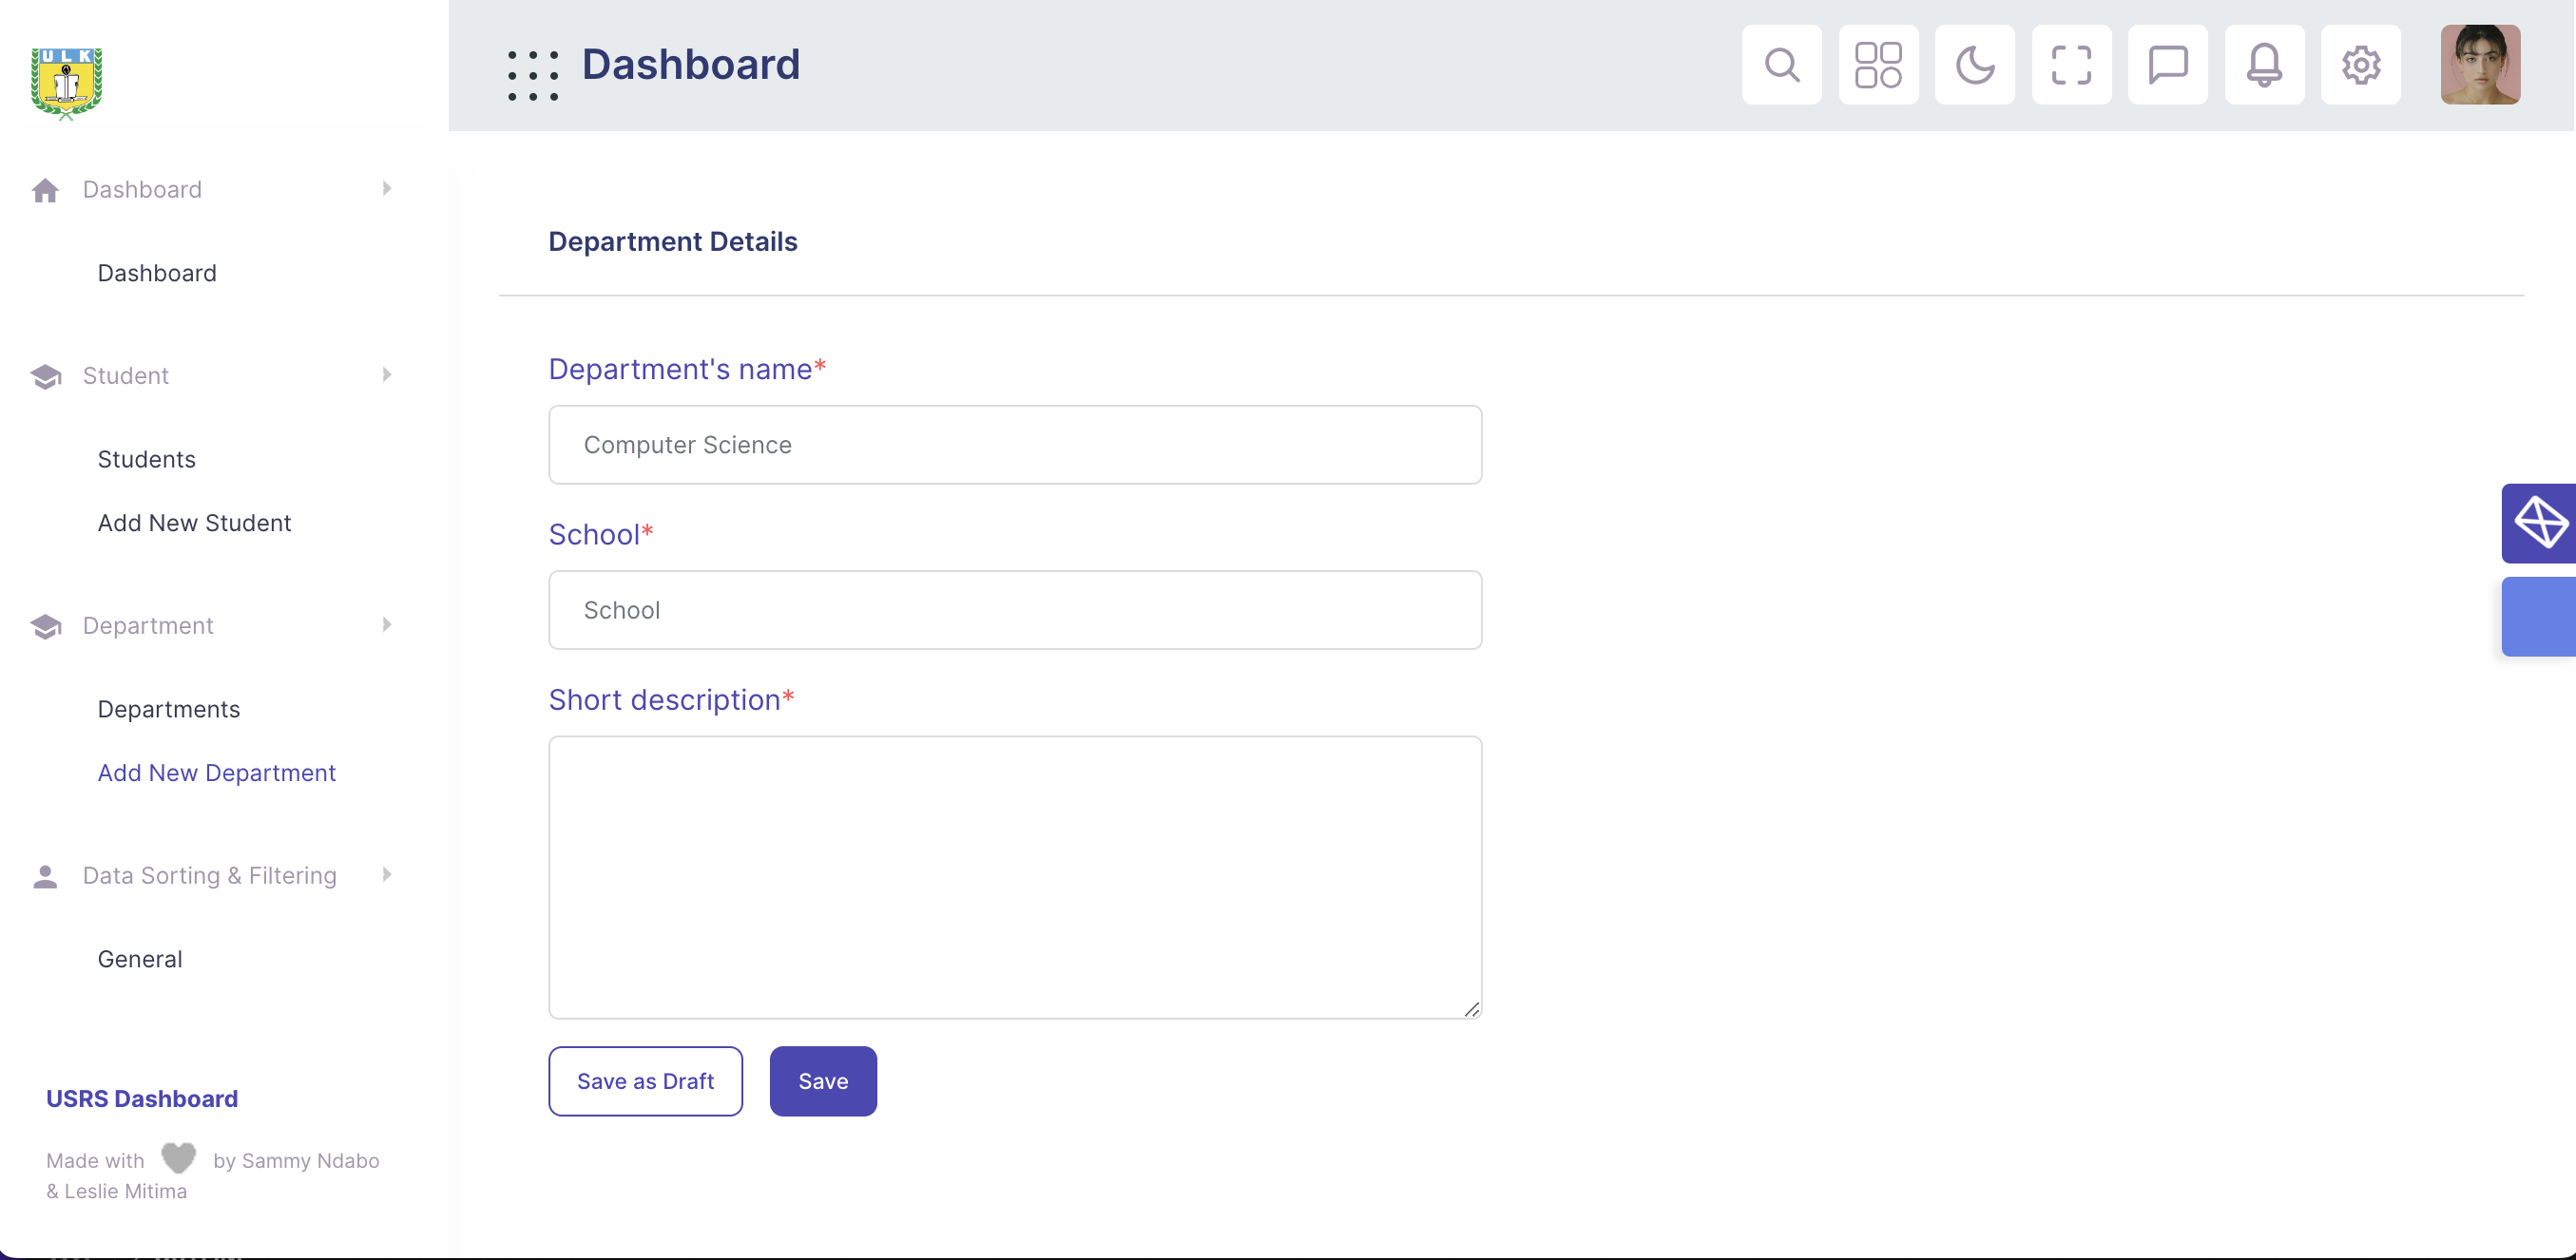 ULK
Dashboard
Dashboard
Dashboard
Student
Students
Add New Student
Department
Departments
Add New Department
Data Sorting & Filtering
General
USRS Dashboard
Made with by Sammy Ndabo
& Leslie Mitima
Department Details
Department's name*
Computer Science
School*
School
Short description*
Save as Draft
Save